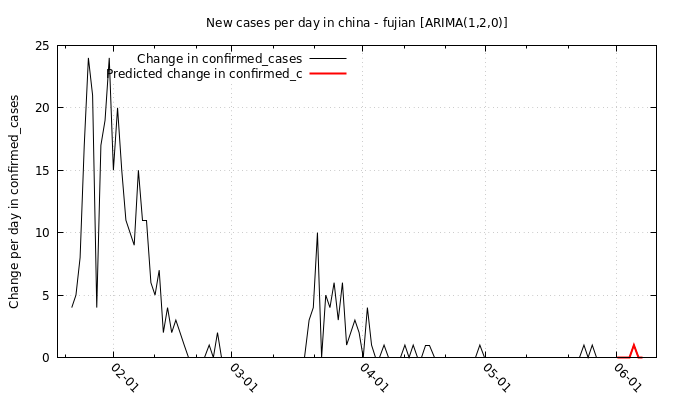 New cases per day in china - fujian [ARIMA(1,2,0)]
Change in confirmed_cases
Predicted change in confirmed_c
Change per day in confirmed_cases
25
20
15
10
5
0
02-01
03-01
04-01
05-01
06-01